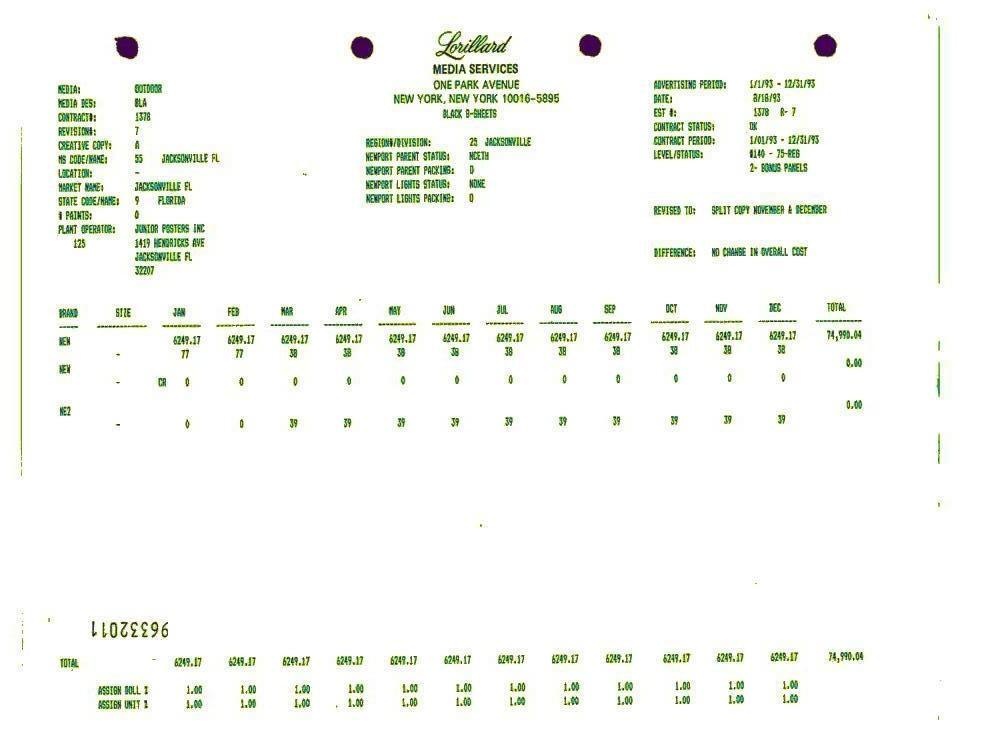 Lorillard
MEDIA SERVICES
ONE PARK AVENUE
NEW YORK, NEW YORK 10016-5895
BLACK 8-SHEETS
MEDIA: OUTDOOR
MEDIA DES: BLA
CONTRACT#: 1378
REVISION#: 7
CREATIVE COPY: A
MS CODE/NAME: 55 JACKSONVILLE FL
LOCATION: -
MARKET NAME: JACKSONVILLE FL
STATE CODE/NAME: 9 FLORIDA
# PAINTS: 0
PLANT OPERATOR: JUNIOR POSTERS INC
125 1419 HENDRICKS AVE
JACKSONVILLE FL
32207
REGION#/DIVISION: 25 JACKSONVILLE
NEWPORT PARENT STATUS: NCETH
NEWPORT PARENT PACKING: 0
NEWPORT LIGHTS STATUS: NONE
NEWPORT LIGHTS PACKING: 0
ADVERTISING PERIOD: 1/1/93 - 12/31/93
DATE: 8/18/93
EST #: 1378 R- 7
CONTRACT STATUS: OK
CONTRACT PERIOD: 1/01/93 - 12/31/93
LEVEL/STATUS: #140 - 75-REG
2- BONUS PANELS
REVISED TO: SPLIT COPY NOVEMBER & DECEMBER
DIFFERENCE: NO CHANGE IN OVERALL COST
BRAND SIZE JAN FEB MAR APR MAY JUN JUL AUG SEP OCT NOV DEC TOTAL
NEN 6249.17 6249.17 6249.17 6249.17 6249.17 6249.17 6249.17 6249.17 6249.17 6249.17 6249.17 6249.17 74,990.04
- 77 77 38 38 38 38 38 38 38 38 38 38
NEW 0.00
- CR 0 0 0 0 0 0 0 0 0 0 0 0
NE2 0.00
- 0 0 39 39 39 39 39 39 39 39 39 39
96332011
TOTAL - 6249.17 6249.17 6249.17 6249.17 6249.17 6249.17 6249.17 6249.17 6249.17 6249.17 6249.17 6249.17 74,990.04
ASSIGN DOLL % 1.00 1.00 1.00 1.00 1.00 1.00 1.00 1.00 1.00 1.00 1.00 1.00
ASSIGN UNIT % 1.00 1.00 1.00 1.00 1.00 1.00 1.00 1.00 1.00 1.00 1.00 1.00